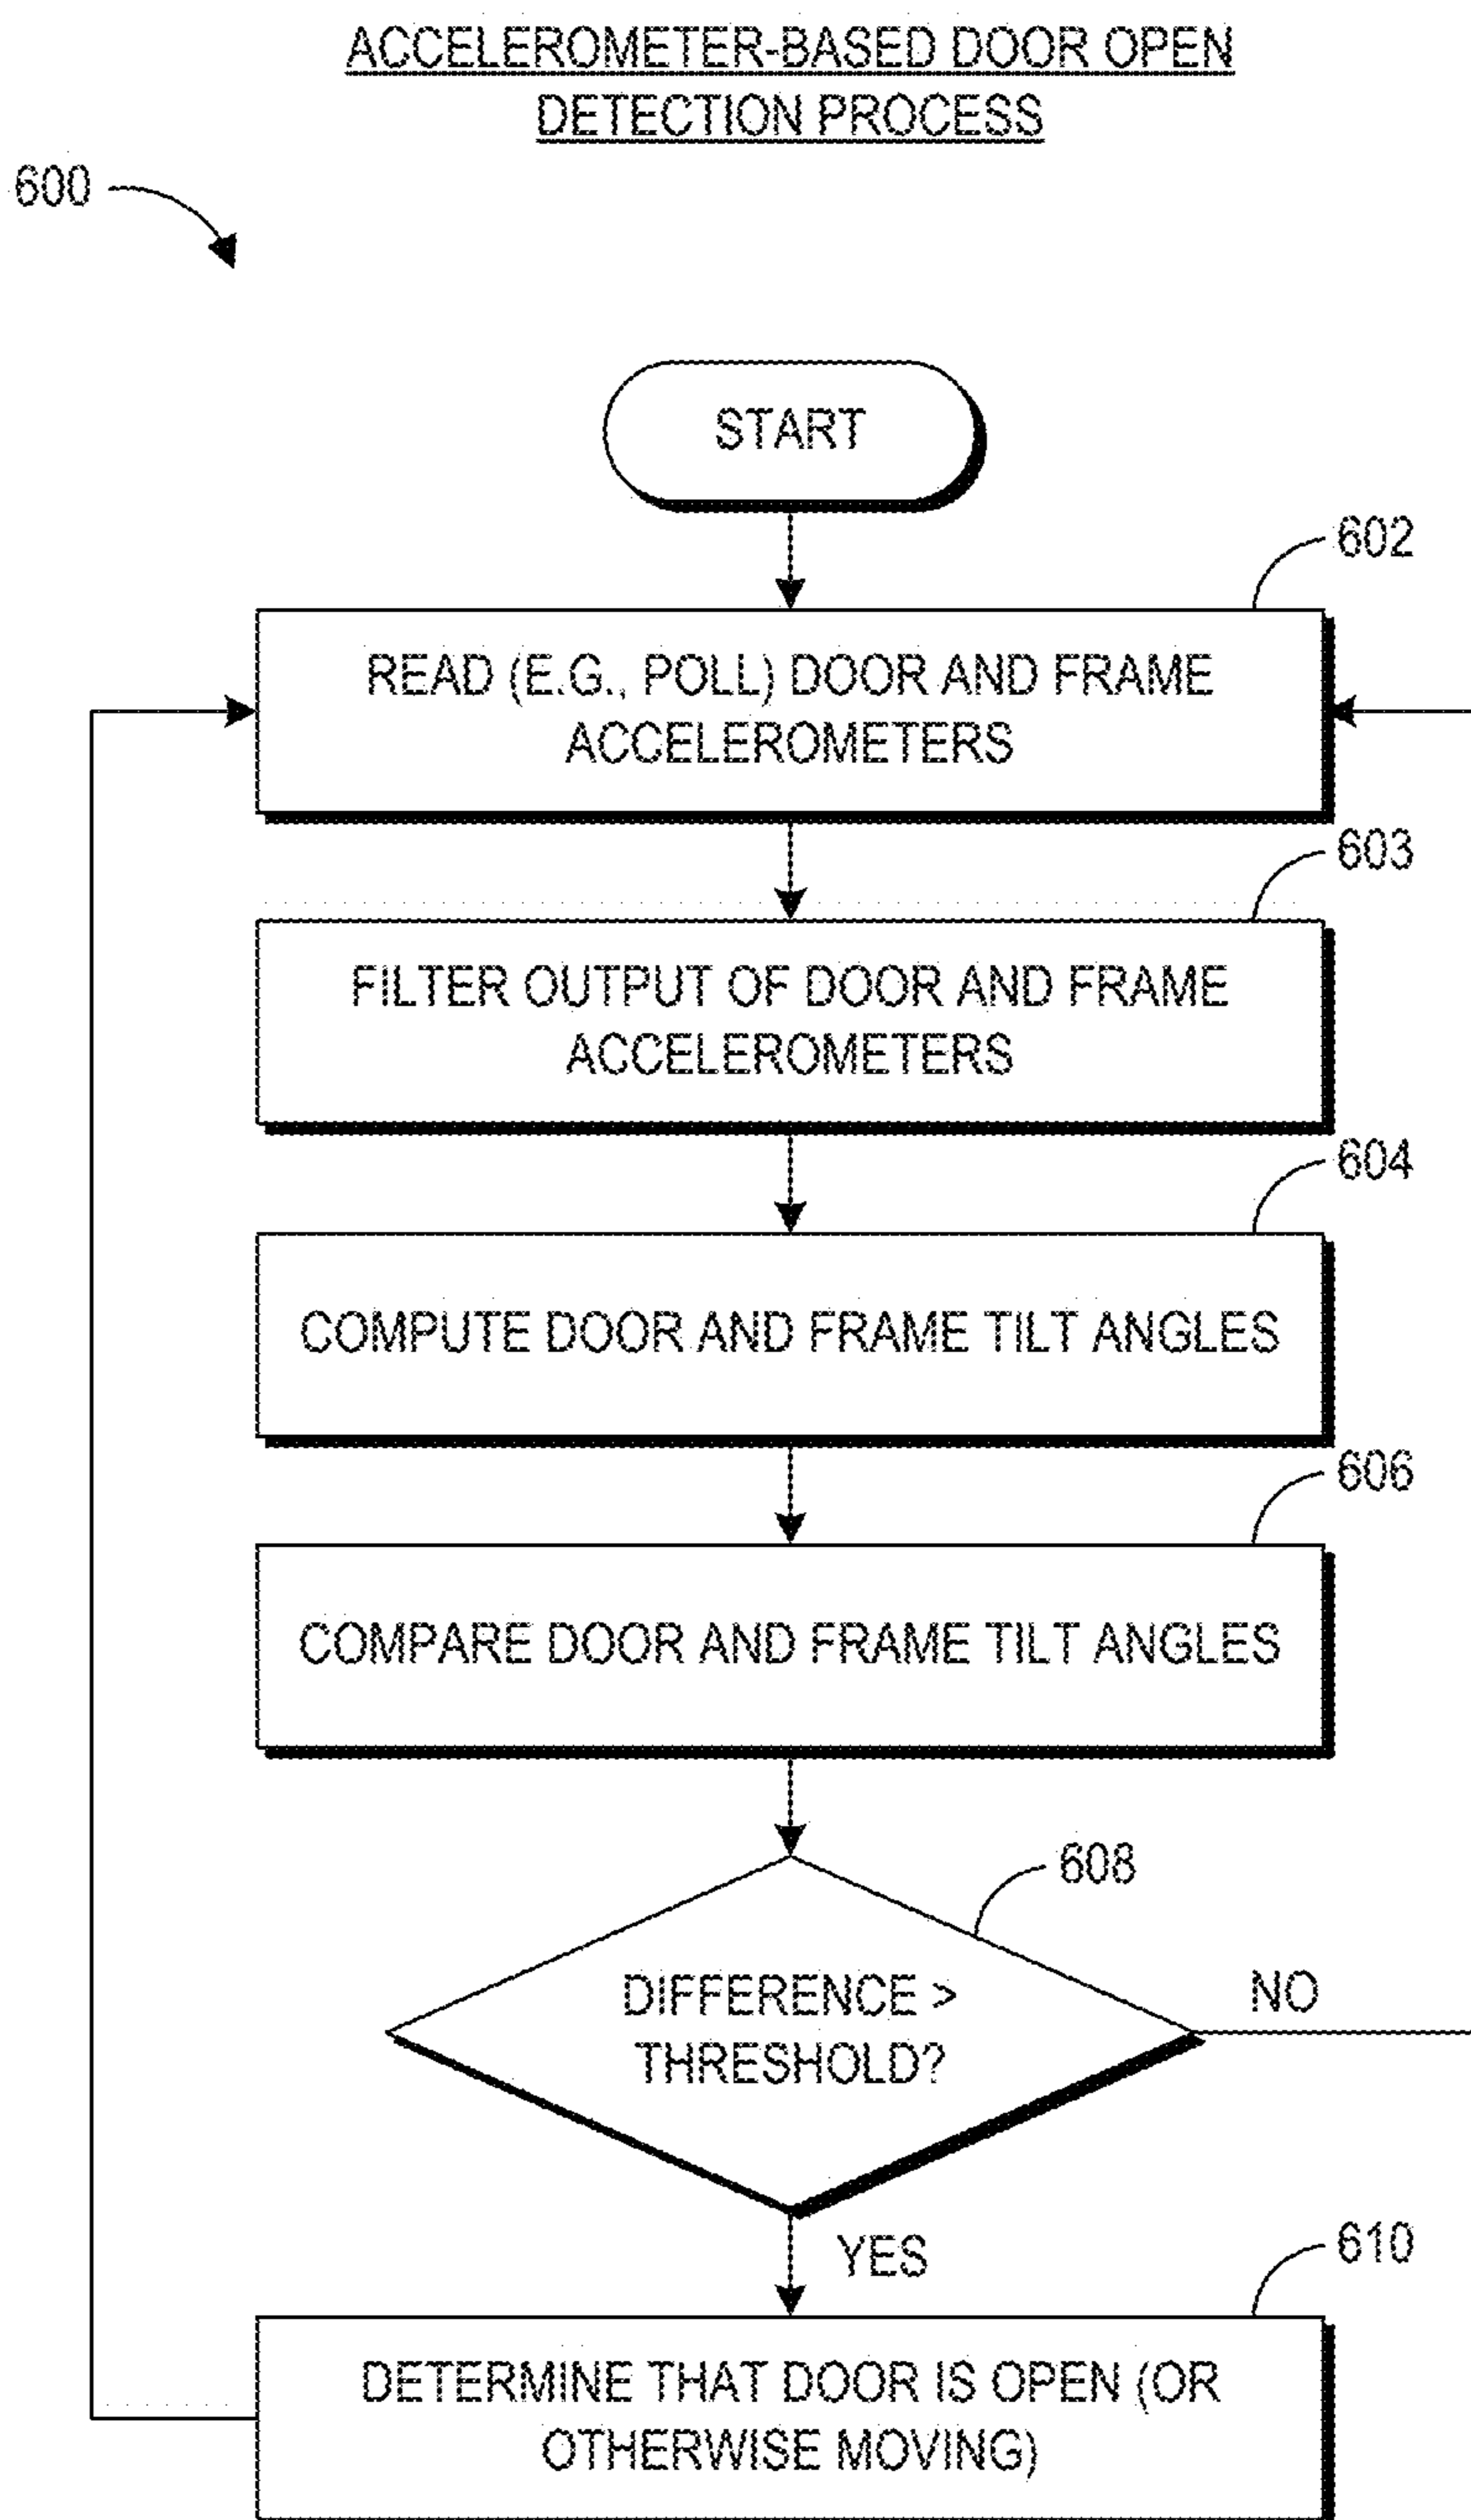 ACCELEROMETER-BASED DOOR OPEN
DETECTION PROCESS
600
START
602
READ (E.G., POLL) DOOR AND FRAME
ACCELEROMETERS
603
FILTER OUTPUT OF DOOR AND FRAME
ACCELEROMETERS
604
COMPUTE DOOR AND FRAME TILT ANGLES
606
COMPARE DOOR AND FRAME TILT ANGLES
608
DIFFERENCE >
THRESHOLD?
NO
YES
610
DETERMINE THAT DOOR IS OPEN (OR
OTHERWISE MOVING)